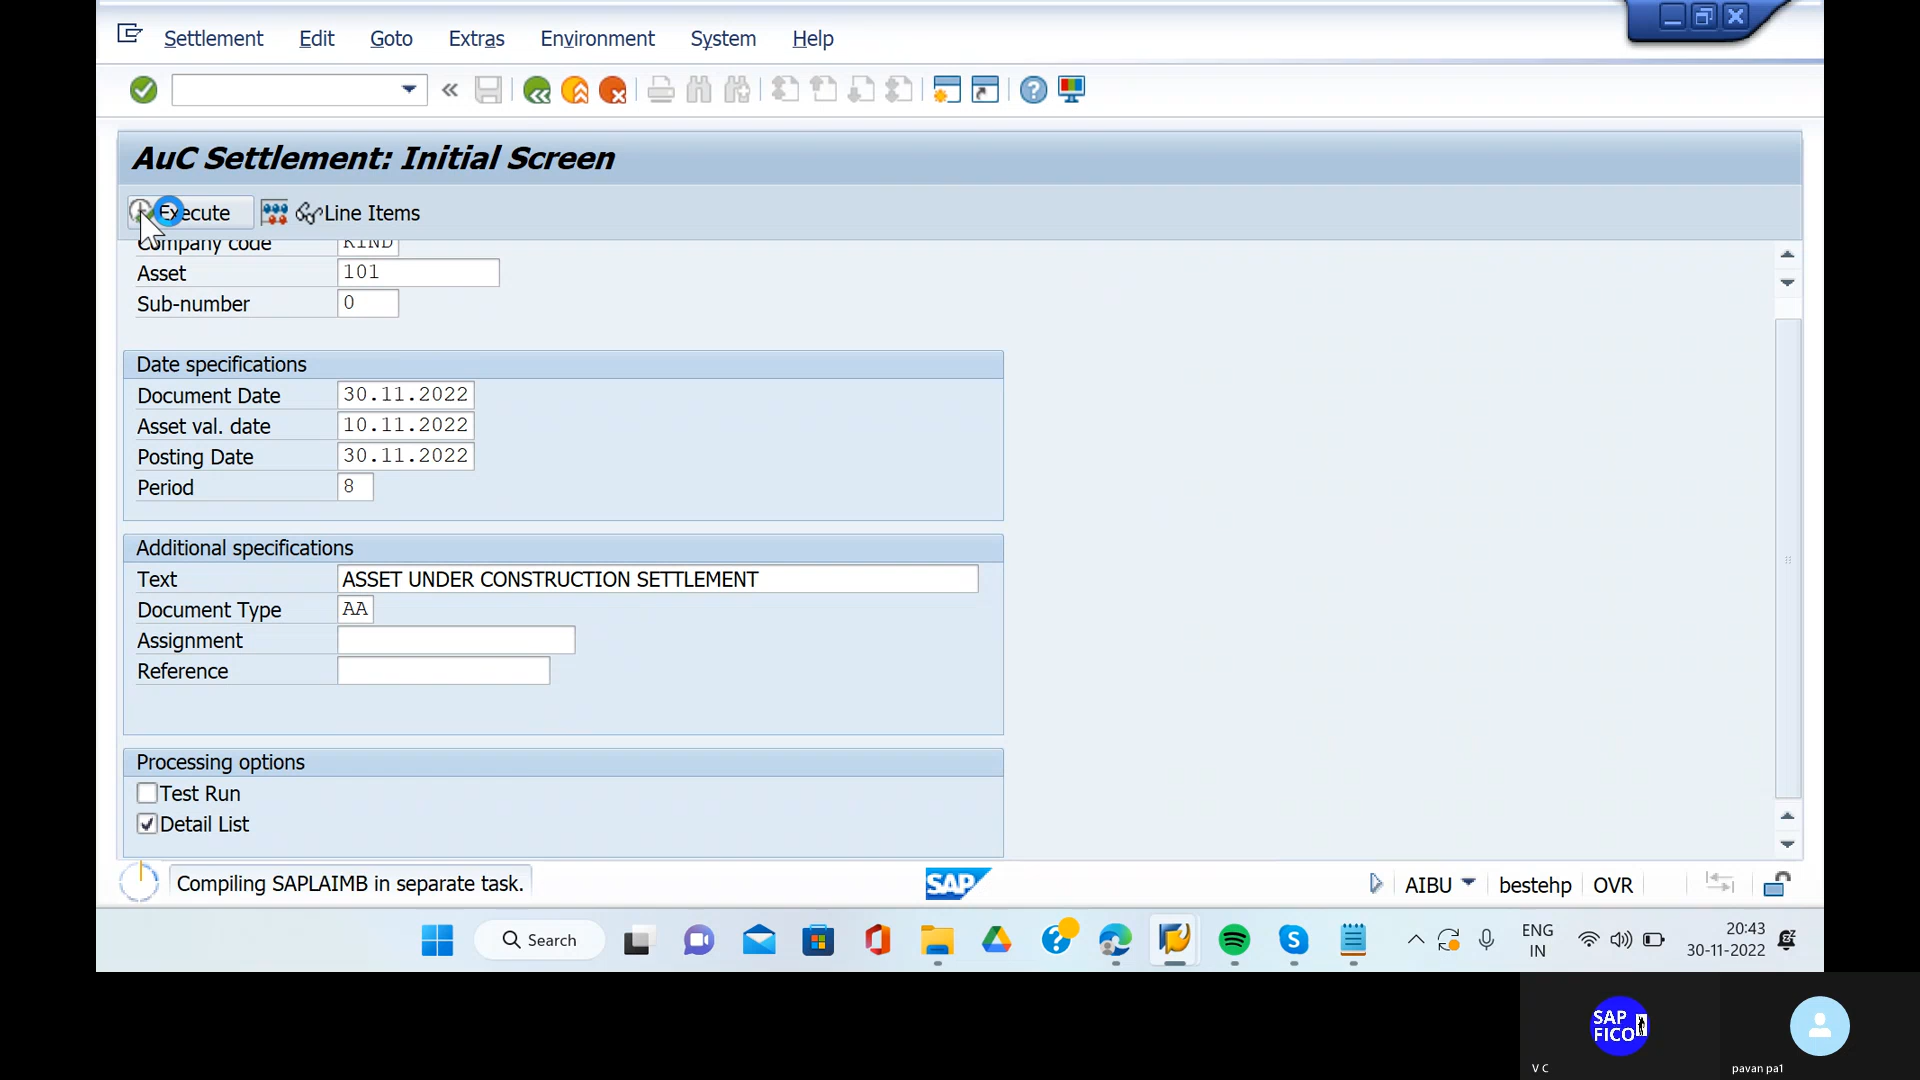 Settlement Edit Goto Extras Environment System Help
AuC Settlement: Initial Screen
Execute Line Items
Company code KIND
Asset 101
Sub-number 0
Date specifications
Document Date 30.11.2022
Asset val. date 10.11.2022
Posting Date 30.11.2022
Period 8
Additional specifications
Text ASSET UNDER CONSTRUCTION SETTLEMENT
Document Type AA
Assignment
Reference
Processing options
Test Run
Detail List
Compiling SAPLAIMB in separate task. SAP AIBU bestehp OVR
Search ENG 20:43
IN 30-11-2022
SAP
FICO
V C pavan pa1